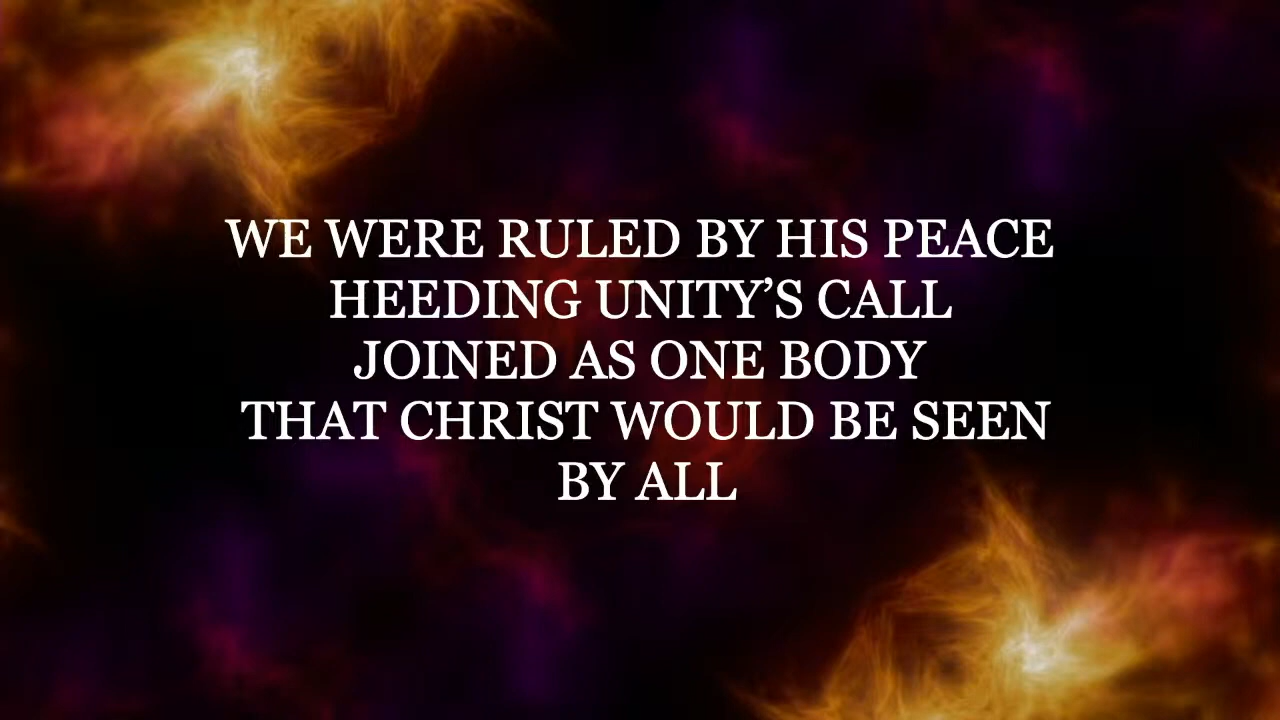 WE WERE RULED BY HIS PEACE
HEEDING UNITY’S CALL
JOINED AS ONE BODY
THAT CHRIST WOULD BE SEEN
BY ALL